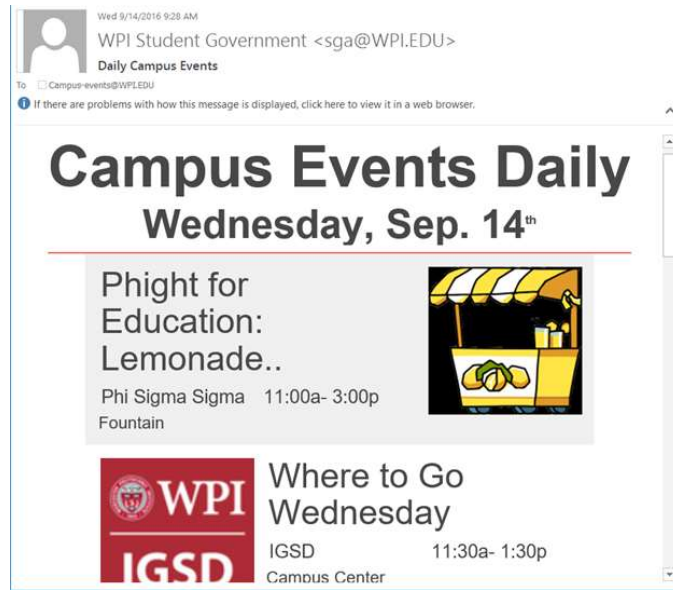 Wed 9/14/2016 9:28 AM
WPI Student Government <sga@WPI.EDU>
Daily Campus Events
To Campus-events@WPI.EDU
If there are problems with how this message is displayed, click here to view it in a web browser.
Campus Events Daily
Wednesday, Sep. 14th
Phight for
Education:
Lemonade..
Phi Sigma Sigma 11:00a- 3:00p
Fountain
WPI
IGSD
Where to Go
Wednesday
IGSD 11:30a- 1:30p
Campus Center